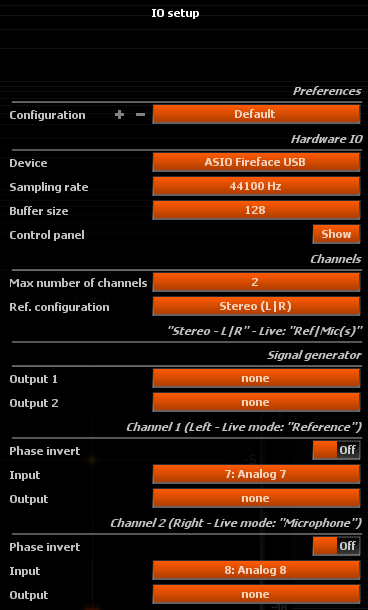 IO setup
Preferences
Configuration + − Default
Hardware IO
Device ASIO Fireface USB
Sampling rate 44100 Hz
Buffer size 128
Control panel Show
Channels
Max number of channels 2
Ref. configuration Stereo (L|R)
"Stereo - L|R" - Live: "Ref|Mic(s)"
Signal generator
Output 1 none
Output 2 none
Channel 1 (Left - Live mode: "Reference")
Phase invert Off
Input 7: Analog 7
Output none
Channel 2 (Right - Live mode: "Microphone")
Phase invert Off
Input 8: Analog 8
Output none